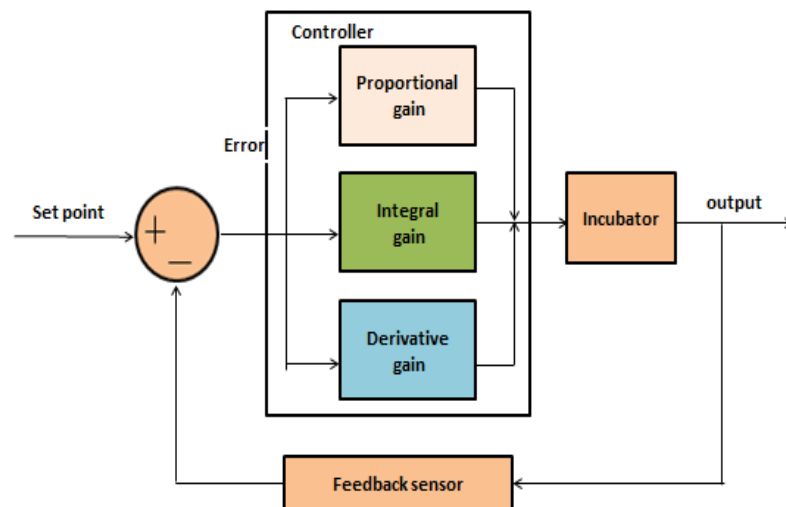 Controller
Proportional
gain
Error
Set point
+
−
Integral
gain
Incubator
output
Derivative
gain
Feedback sensor